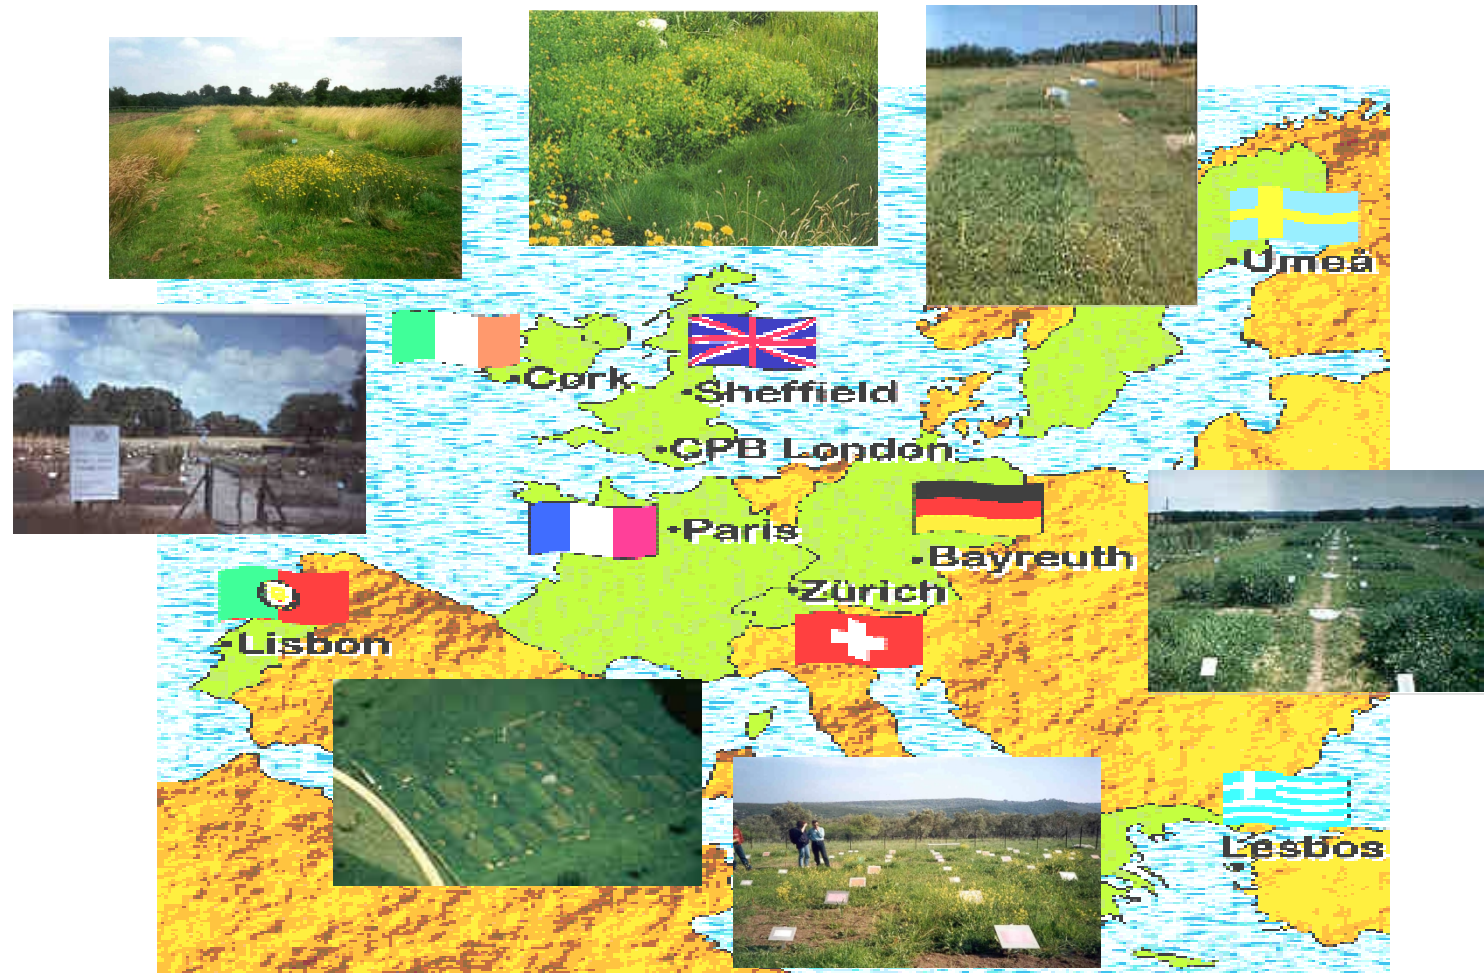 Umeå
Cork
Sheffield
CPB London
Paris
Bayreuth
Zürich
Lisbon
Lesbos